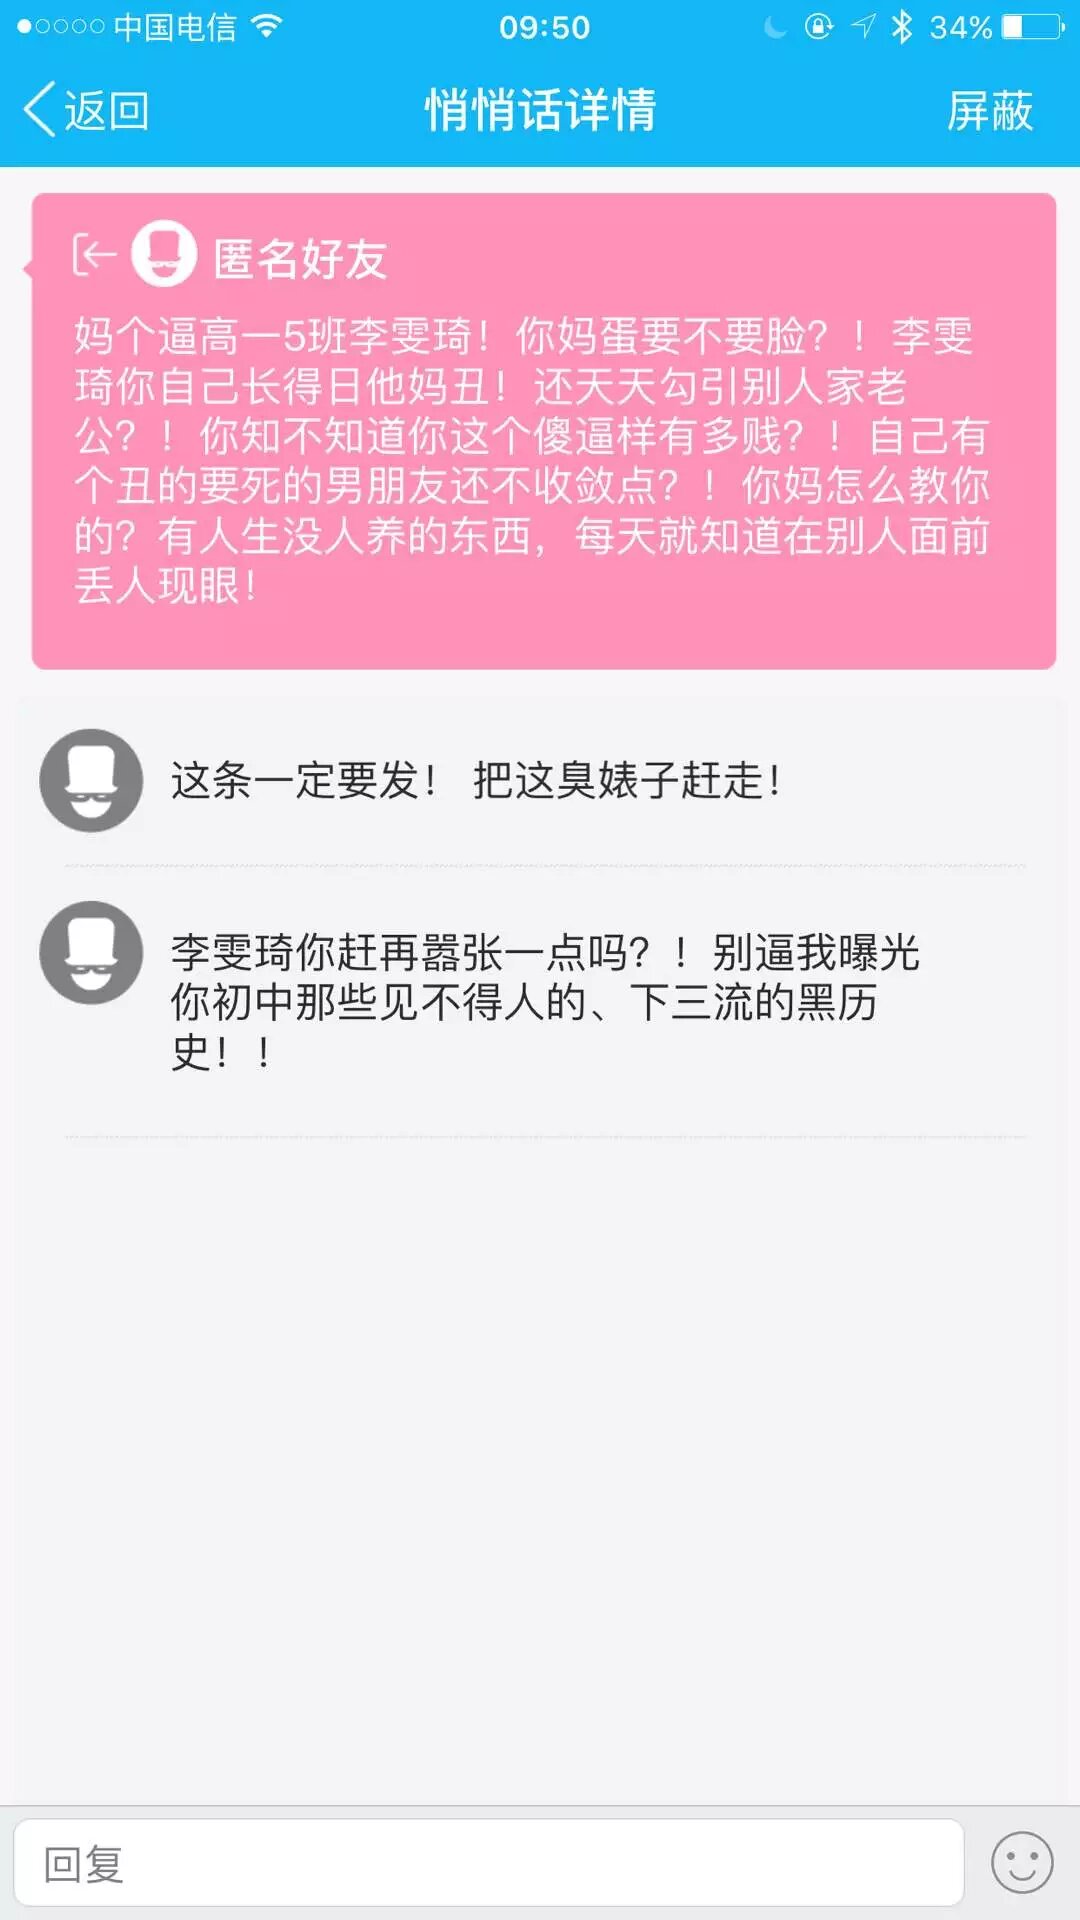 中国电信 09:50 34%
返回 悄悄话详情 屏蔽
匿名好友
妈个逼高一5班李雯琦！你妈蛋要不要脸？！李雯
琦你自己长得日他妈丑！还天天勾引别人家老
公？！你知不知道你这个傻逼样有多贱？！自己有
个丑的要死的男朋友还不收敛点？！你妈怎么教你
的？有人生没人养的东西，每天就知道在别人面前
丢人现眼！
这条一定要发！ 把这臭婊子赶走！
李雯琦你赶再嚣张一点吗？！别逼我曝光
你初中那些见不得人的、下三流的黑历
史！！
回复